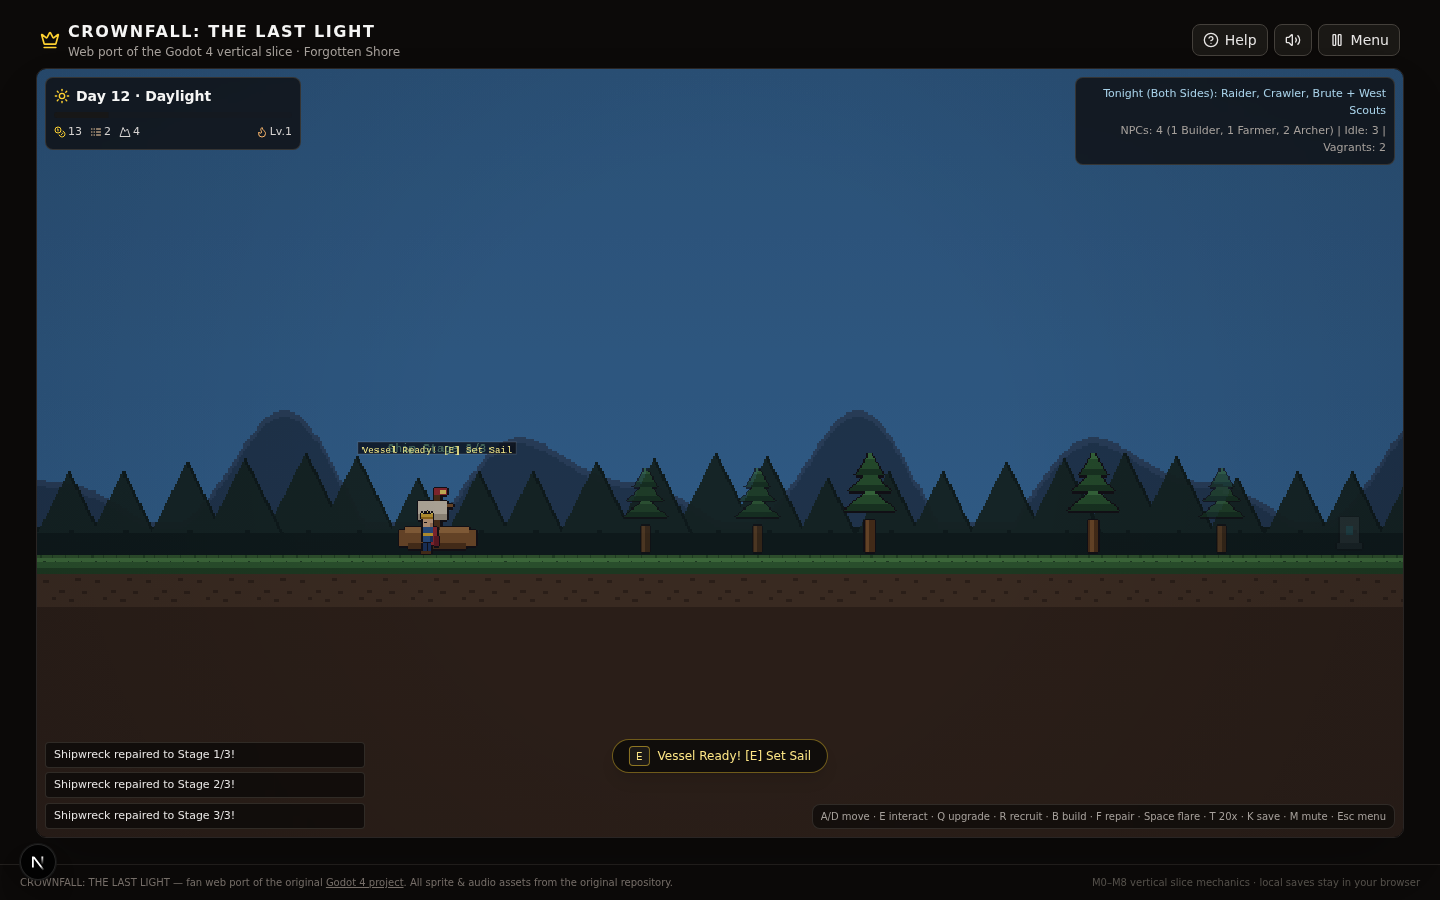 CROWNFALL: THE LAST LIGHT
Web port of the Godot 4 vertical slice · Forgotten Shore
Help
Menu
Day 12 · Daylight
13 2 4 Lv.1
Tonight (Both Sides): Raider, Crawler, Brute + West
Scouts
NPCs: 4 (1 Builder, 1 Farmer, 2 Archer) | Idle: 3 |
Vagrants: 2
Vessel Ready! [E] Set Sail
Shipwreck repaired to Stage 1/3!
Shipwreck repaired to Stage 2/3!
Shipwreck repaired to Stage 3/3!
E Vessel Ready! [E] Set Sail
A/D move · E interact · Q upgrade · R recruit · B build · F repair · Space flare · T 20x · K save · M mute · Esc menu
N
CROWNFALL: THE LAST LIGHT — fan web port of the original Godot 4 project. All sprite & audio assets from the original repository.
M0–M8 vertical slice mechanics · local saves stay in your browser